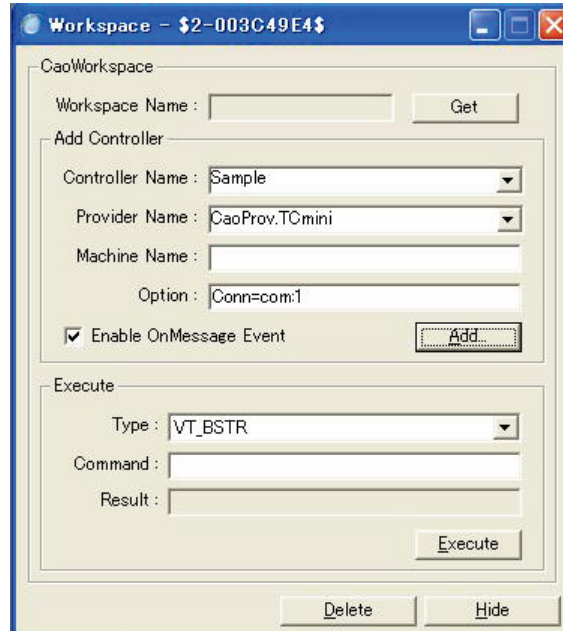 Workspace - $2-003C49E4$
CaoWorkspace
Workspace Name : Get
Add Controller
Controller Name : Sample
Provider Name : CaoProv.TCmini
Machine Name :
Option : Conn=com:1
Enable OnMessage Event Add...
Execute
Type : VT_BSTR
Command :
Result :
Execute
Delete Hide